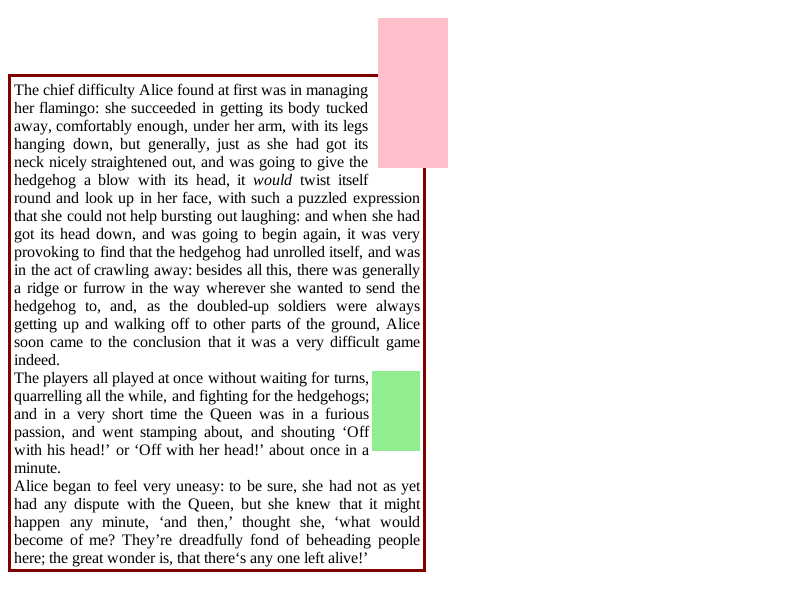 The chief difficulty Alice found at first was in managing
her flamingo: she succeeded in getting its body tucked
away, comfortably enough, under her arm, with its legs
hanging down, but generally, just as she had got its
neck nicely straightened out, and was going to give the
hedgehog a blow with its head, it would twist itself
round and look up in her face, with such a puzzled expression
that she could not help bursting out laughing: and when she had
got its head down, and was going to begin again, it was very
provoking to find that the hedgehog had unrolled itself, and was
in the act of crawling away: besides all this, there was generally
a ridge or furrow in the way wherever she wanted to send the
hedgehog to, and, as the doubled-up soldiers were always
getting up and walking off to other parts of the ground, Alice
soon came to the conclusion that it was a very difficult game
indeed.
The players all played at once without waiting for turns,
quarrelling all the while, and fighting for the hedgehogs;
and in a very short time the Queen was in a furious
passion, and went stamping about, and shouting ‘Off
with his head!’ or ‘Off with her head!’ about once in a
minute.
Alice began to feel very uneasy: to be sure, she had not as yet
had any dispute with the Queen, but she knew that it might
happen any minute, ‘and then,’ thought she, ‘what would
become of me? They’re dreadfully fond of beheading people
here; the great wonder is, that there‘s any one left alive!’